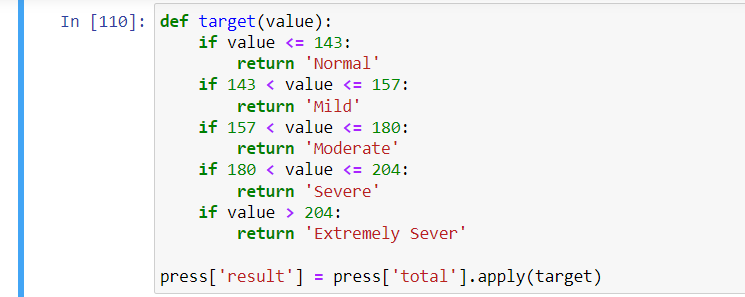 In [110]: def target(value):
    if value <= 143:
        return 'Normal'
    if 143 < value <= 157:
        return 'Mild'
    if 157 < value <= 180:
        return 'Moderate'
    if 180 < value <= 204:
        return 'Severe'
    if value > 204:
        return 'Extremely Sever'
press['result'] = press['total'].apply(target)